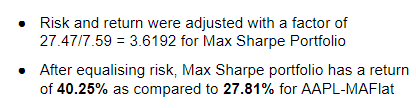 ● Risk and return were adjusted with a factor of
27.47/7.59 = 3.6192 for Max Sharpe Portfolio
● After equalising risk, Max Sharpe portfolio has a return
of 40.25% as compared to 27.81% for AAPL-MAFlat